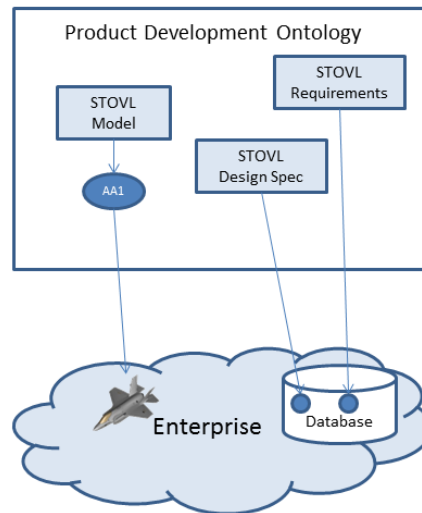 Product Development Ontology
STOVL
Requirements
STOVL
Model
STOVL
Design Spec
AA1
Enterprise
Database